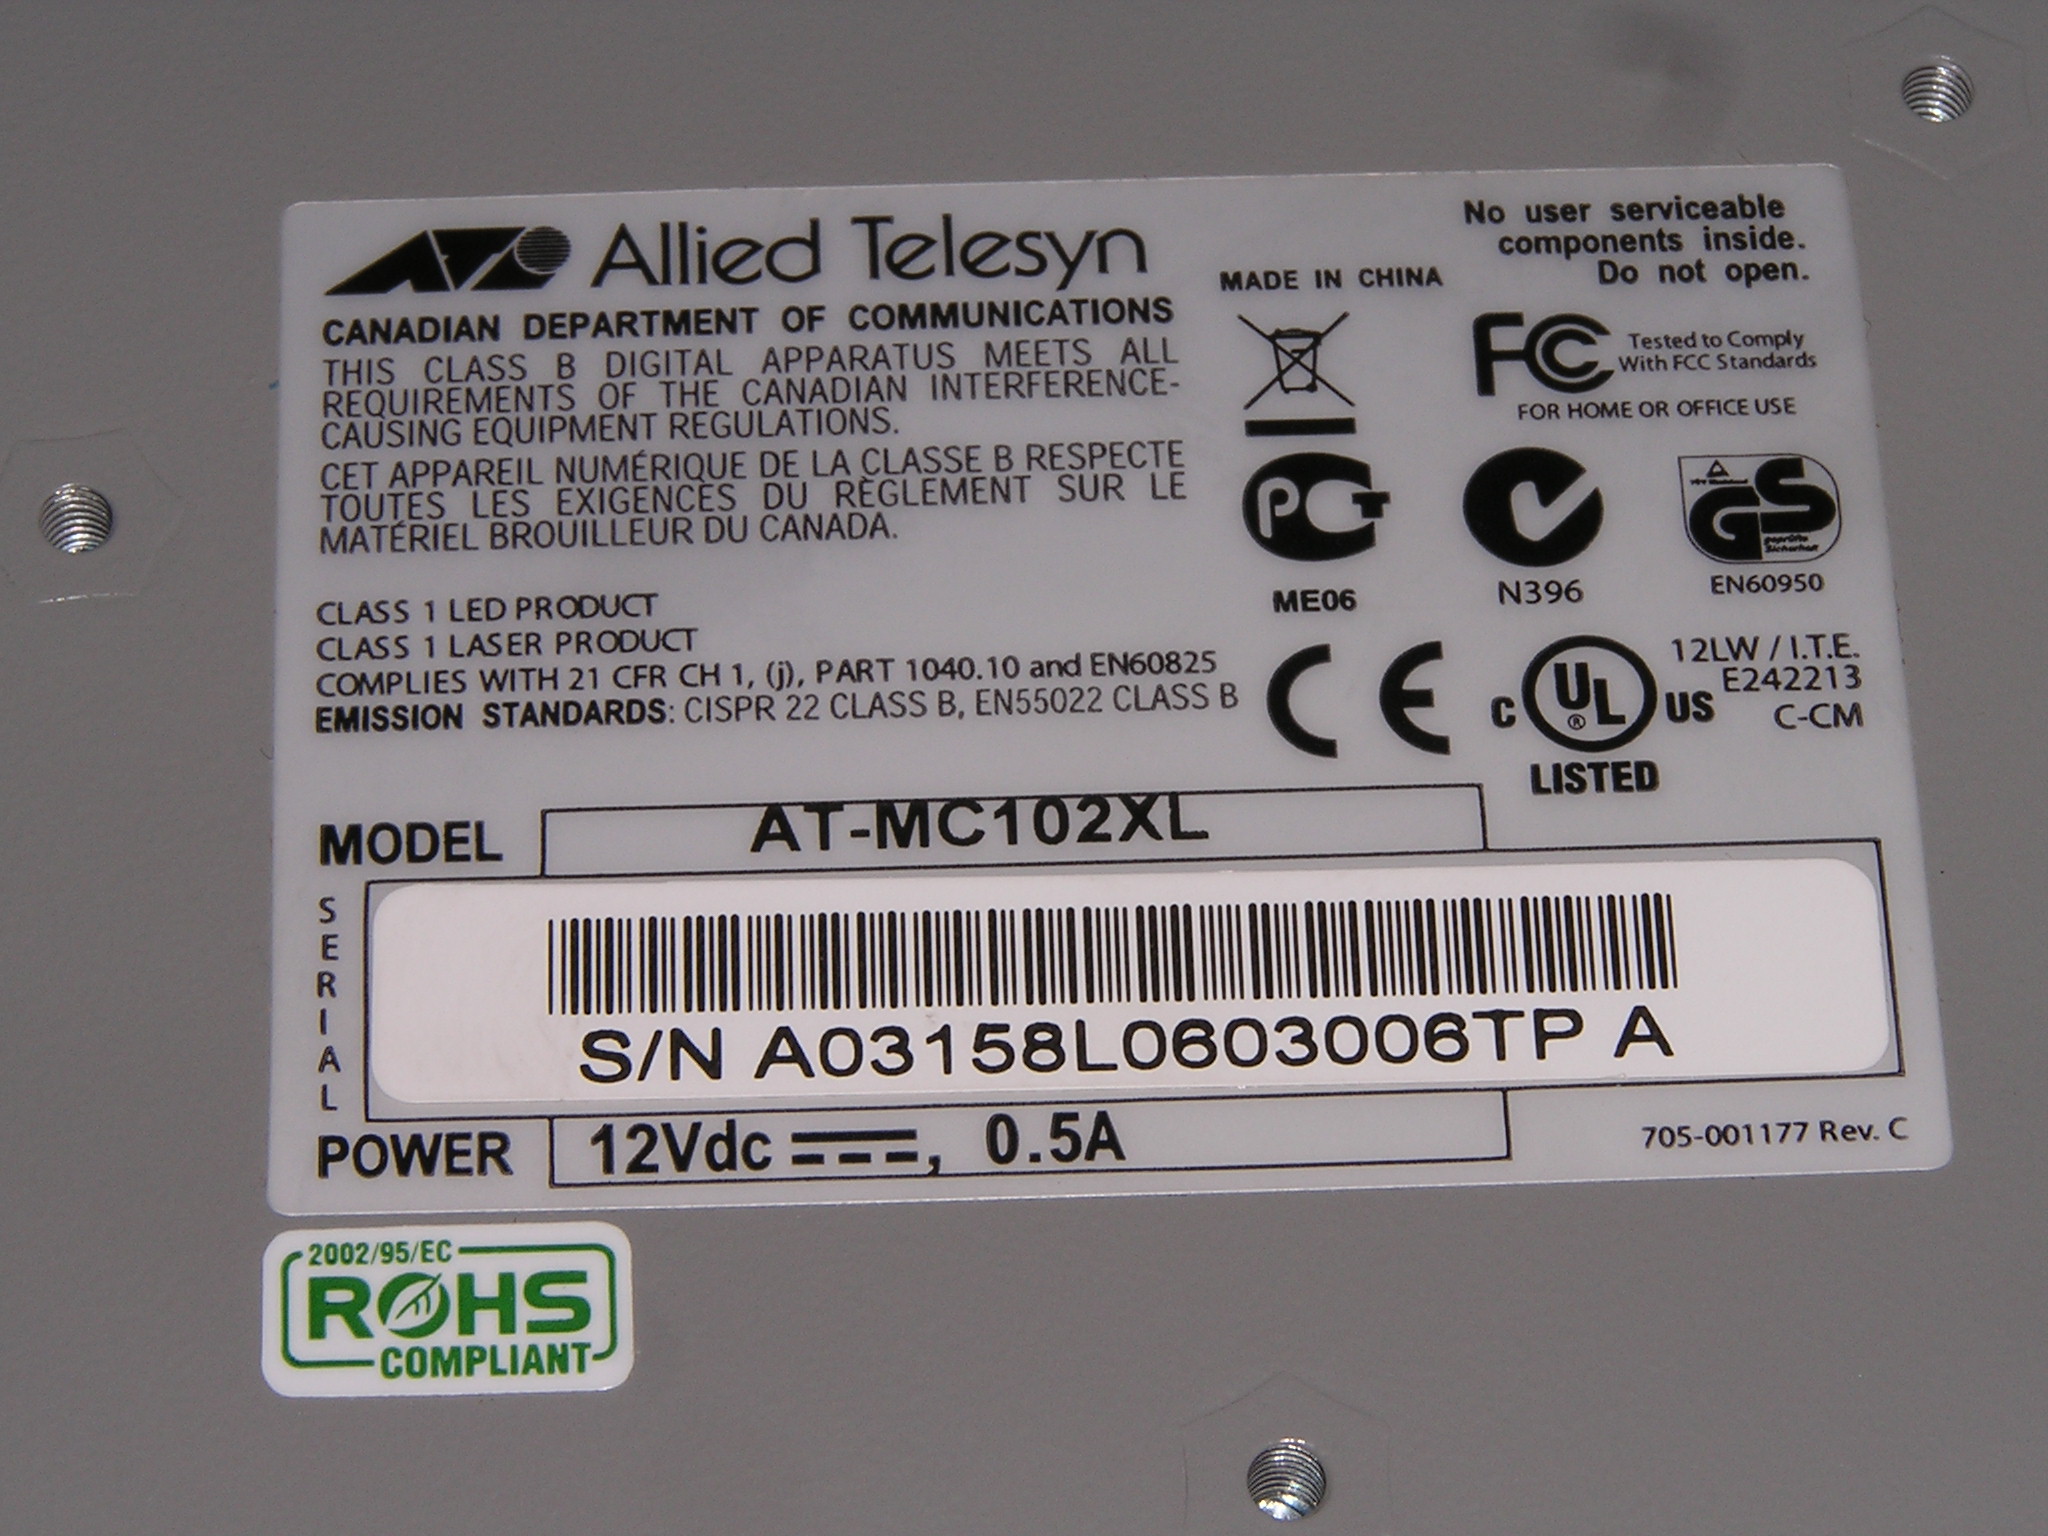 Allied Telesyn
CANADIAN DEPARTMENT OF COMMUNICATIONS
THIS CLASS B DIGITAL APPARATUS MEETS ALL
REQUIREMENTS OF THE CANADIAN INTERFERENCE-
CAUSING EQUIPMENT REGULATIONS.
CET APPAREIL NUMÉRIQUE DE LA CLASSE B RESPECTE
TOUTES LES EXIGENCES DU RÈGLEMENT SUR LE
MATÉRIEL BROUILLEUR DU CANADA.
CLASS 1 LED PRODUCT
CLASS 1 LASER PRODUCT
COMPLIES WITH 21 CFR CH 1, (j), PART 1040.10 and EN60825
EMISSION STANDARDS: CISPR 22 CLASS B, EN55022 CLASS B
MADE IN CHINA
No user serviceable
components inside.
Do not open.
FC Tested to Comply
With FCC Standards
FOR HOME OR OFFICE USE
PCT
ME06
N396
GS
geprüfte
Sicherheit
EN60950
CE
C UL® US
LISTED
12LW / I.T.E.
E242213
C-CM
MODEL AT-MC102XL
SERIAL
S/N A03158L0603006TP A
POWER 12Vdc ⎓, 0.5A
705-001177 Rev. C
2002/95/EC
ROHS
COMPLIANT